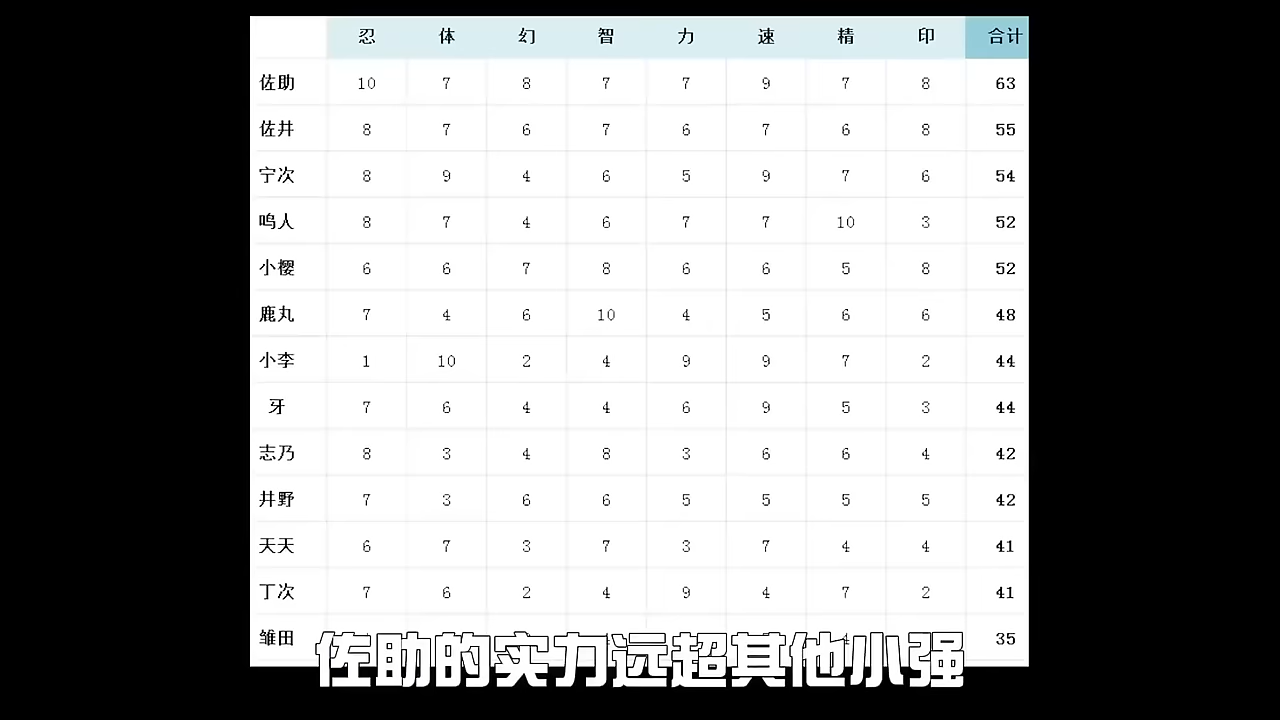 忍 体 幻 智 力 速 精 印 合计
佐助 10 7 8 7 7 9 7 8 63
佐井 8 7 6 7 6 7 6 8 55
宁次 8 9 4 6 5 9 7 6 54
鸣人 8 7 4 6 7 7 10 3 52
小樱 6 6 7 8 6 6 5 8 52
鹿丸 7 4 6 10 4 5 6 6 48
小李 1 10 2 4 9 9 7 2 44
牙 7 6 4 4 6 9 5 3 44
志乃 8 3 4 8 3 6 6 4 42
井野 7 3 6 6 5 5 5 5 42
天天 6 7 3 7 3 7 4 4 41
丁次 7 6 2 4 9 4 7 2 41
雏田 35
佐助的实力远超其他小强